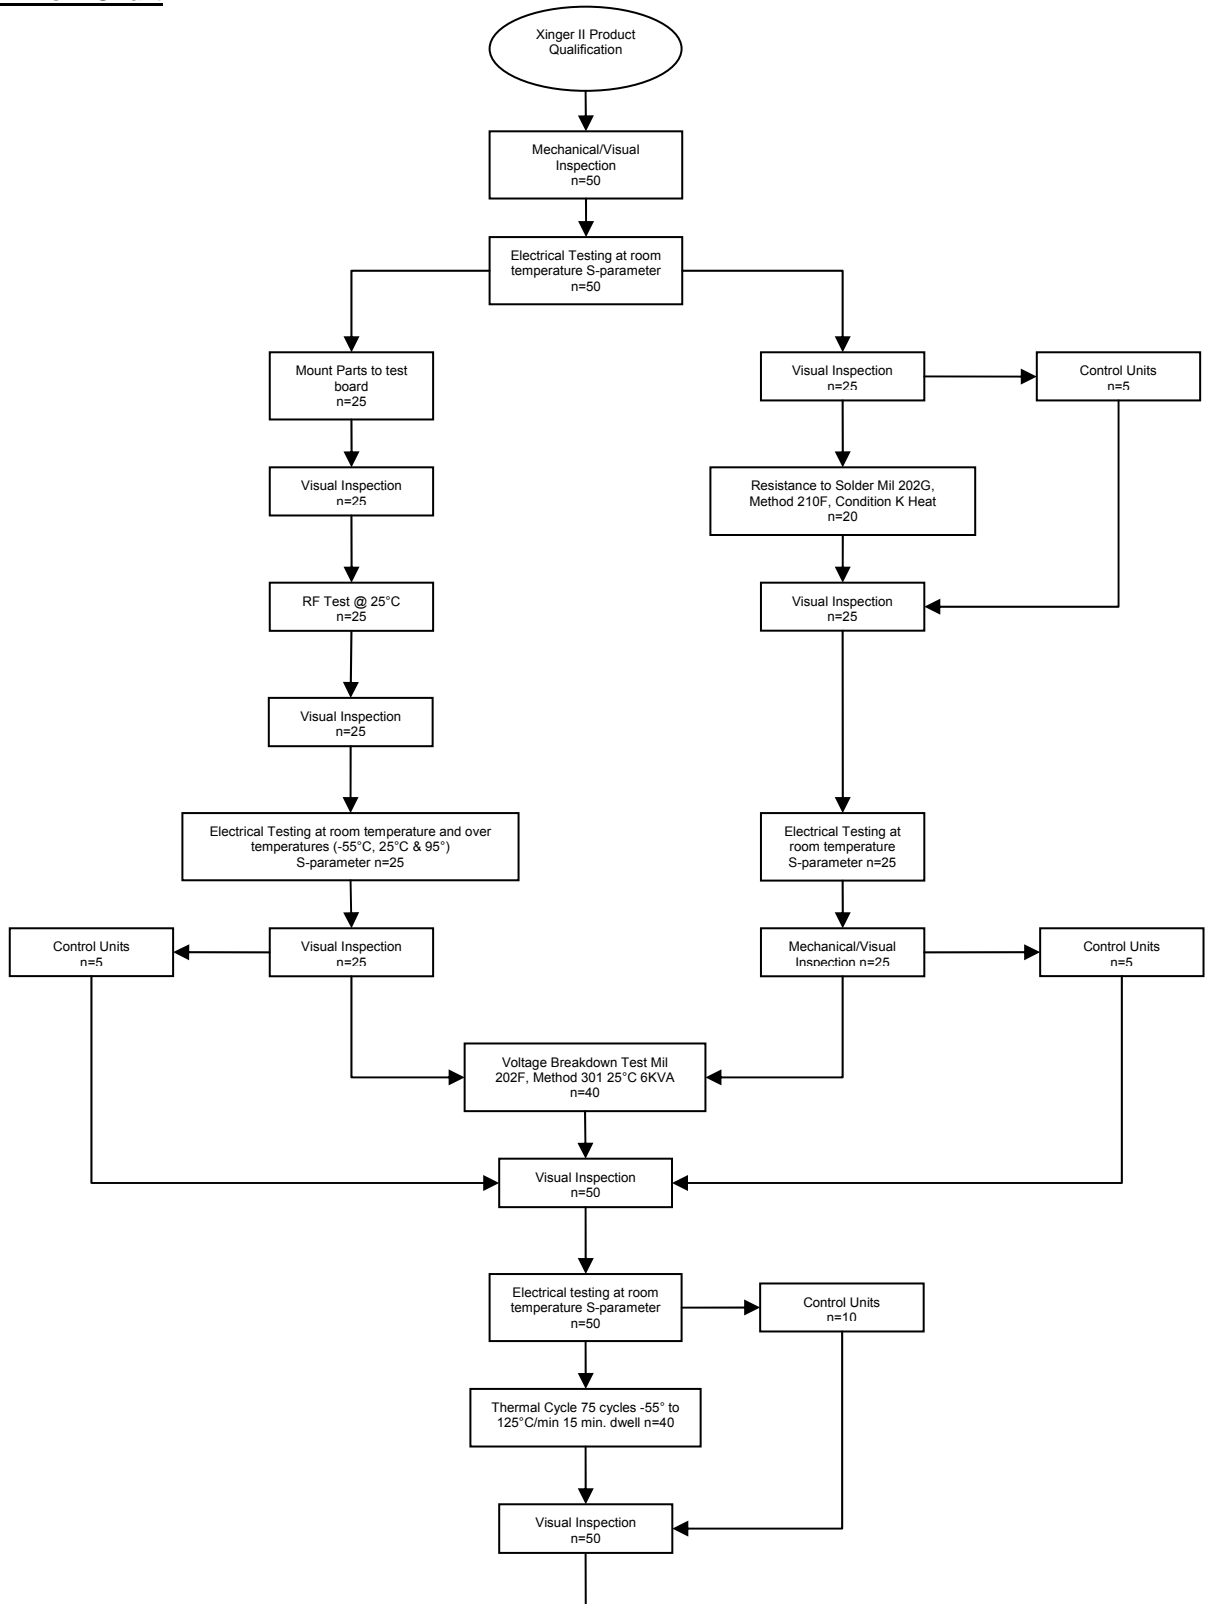 Xinger II Product
Qualification
Mechanical/Visual
Inspection
n=50
Electrical Testing at room
temperature S-parameter
n=50
Mount Parts to test
board
n=25
Visual Inspection
n=25
Control Units
n=5
Visual Inspection
n=25
Resistance to Solder Mil 202G,
Method 210F, Condition K Heat
n=20
RF Test @ 25°C
n=25
Visual Inspection
n=25
Visual Inspection
n=25
Electrical Testing at room temperature and over
temperatures (-55°C, 25°C & 95°)
S-parameter n=25
Electrical Testing at
room temperature
S-parameter n=25
Control Units
n=5
Visual Inspection
n=25
Mechanical/Visual
Inspection n=25
Control Units
n=5
Voltage Breakdown Test Mil
202F, Method 301 25°C 6KVA
n=40
Visual Inspection
n=50
Electrical testing at room
temperature S-parameter
n=50
Control Units
n=10
Thermal Cycle 75 cycles -55° to
125°C/min 15 min. dwell n=40
Visual Inspection
n=50